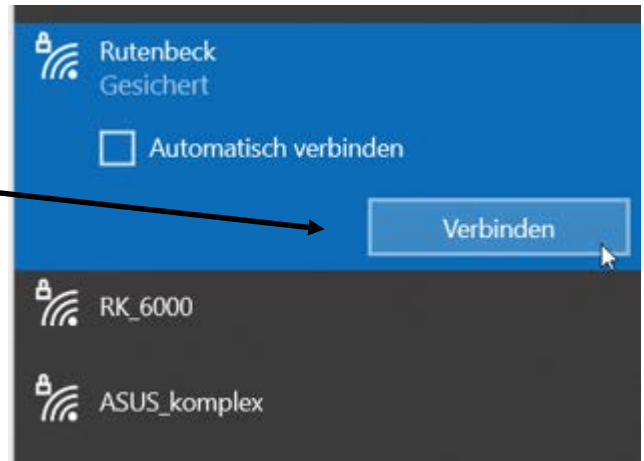 Rutenbeck
Gesichert
Automatisch verbinden
Verbinden
RK_6000
ASUS_komplex